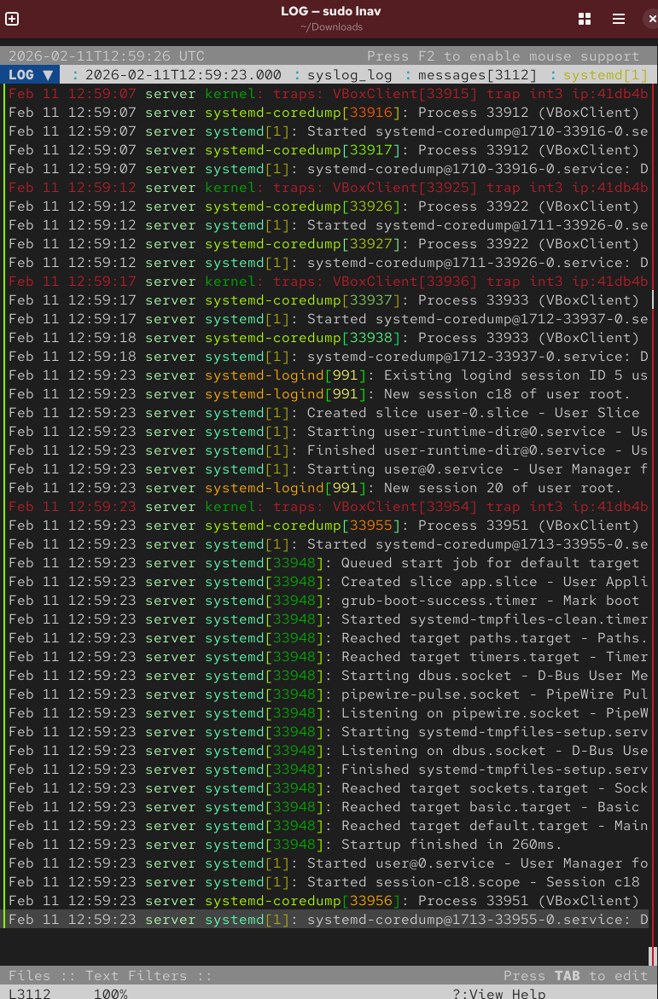 LOG — sudo lnav
~/Downloads
2026-02-11T12:59:26 UTC Press F2 to enable mouse support
LOG ▼ : 2026-02-11T12:59:23.000 : syslog_log : messages[3112] : systemd[1]
Feb 11 12:59:07 server kernel: traps: VBoxClient[33915] trap int3 ip:41db4b
Feb 11 12:59:07 server systemd-coredump[33916]: Process 33912 (VBoxClient)
Feb 11 12:59:07 server systemd[1]: Started systemd-coredump@1710-33916-0.se
Feb 11 12:59:07 server systemd-coredump[33917]: Process 33912 (VBoxClient)
Feb 11 12:59:07 server systemd[1]: systemd-coredump@1710-33916-0.service: D
Feb 11 12:59:12 server kernel: traps: VBoxClient[33925] trap int3 ip:41db4b
Feb 11 12:59:12 server systemd-coredump[33926]: Process 33922 (VBoxClient)
Feb 11 12:59:12 server systemd[1]: Started systemd-coredump@1711-33926-0.se
Feb 11 12:59:12 server systemd-coredump[33927]: Process 33922 (VBoxClient)
Feb 11 12:59:12 server systemd[1]: systemd-coredump@1711-33926-0.service: D
Feb 11 12:59:17 server kernel: traps: VBoxClient[33936] trap int3 ip:41db4b
Feb 11 12:59:17 server systemd-coredump[33937]: Process 33933 (VBoxClient)
Feb 11 12:59:17 server systemd[1]: Started systemd-coredump@1712-33937-0.se
Feb 11 12:59:18 server systemd-coredump[33938]: Process 33933 (VBoxClient)
Feb 11 12:59:18 server systemd[1]: systemd-coredump@1712-33937-0.service: D
Feb 11 12:59:23 server systemd-logind[991]: Existing logind session ID 5 us
Feb 11 12:59:23 server systemd-logind[991]: New session c18 of user root.
Feb 11 12:59:23 server systemd[1]: Created slice user-0.slice - User Slice
Feb 11 12:59:23 server systemd[1]: Starting user-runtime-dir@0.service - Us
Feb 11 12:59:23 server systemd[1]: Finished user-runtime-dir@0.service - Us
Feb 11 12:59:23 server systemd[1]: Starting user@0.service - User Manager f
Feb 11 12:59:23 server systemd-logind[991]: New session 20 of user root.
Feb 11 12:59:23 server kernel: traps: VBoxClient[33954] trap int3 ip:41db4b
Feb 11 12:59:23 server systemd-coredump[33955]: Process 33951 (VBoxClient)
Feb 11 12:59:23 server systemd[1]: Started systemd-coredump@1713-33955-0.se
Feb 11 12:59:23 server systemd[33948]: Queued start job for default target
Feb 11 12:59:23 server systemd[33948]: Created slice app.slice - User Appli
Feb 11 12:59:23 server systemd[33948]: grub-boot-success.timer - Mark boot
Feb 11 12:59:23 server systemd[33948]: Started systemd-tmpfiles-clean.timer
Feb 11 12:59:23 server systemd[33948]: Reached target paths.target - Paths.
Feb 11 12:59:23 server systemd[33948]: Reached target timers.target - Timer
Feb 11 12:59:23 server systemd[33948]: Starting dbus.socket - D-Bus User Me
Feb 11 12:59:23 server systemd[33948]: pipewire-pulse.socket - PipeWire Pul
Feb 11 12:59:23 server systemd[33948]: Listening on pipewire.socket - PipeW
Feb 11 12:59:23 server systemd[33948]: Starting systemd-tmpfiles-setup.serv
Feb 11 12:59:23 server systemd[33948]: Listening on dbus.socket - D-Bus Use
Feb 11 12:59:23 server systemd[33948]: Finished systemd-tmpfiles-setup.serv
Feb 11 12:59:23 server systemd[33948]: Reached target sockets.target - Sock
Feb 11 12:59:23 server systemd[33948]: Reached target basic.target - Basic
Feb 11 12:59:23 server systemd[33948]: Reached target default.target - Main
Feb 11 12:59:23 server systemd[33948]: Startup finished in 260ms.
Feb 11 12:59:23 server systemd[1]: Started user@0.service - User Manager fo
Feb 11 12:59:23 server systemd[1]: Started session-c18.scope - Session c18
Feb 11 12:59:23 server systemd-coredump[33956]: Process 33951 (VBoxClient)
Feb 11 12:59:23 server systemd[1]: systemd-coredump@1713-33955-0.service: D
Files :: Text Filters :: Press TAB to edit
L3112 100% ?:View Help